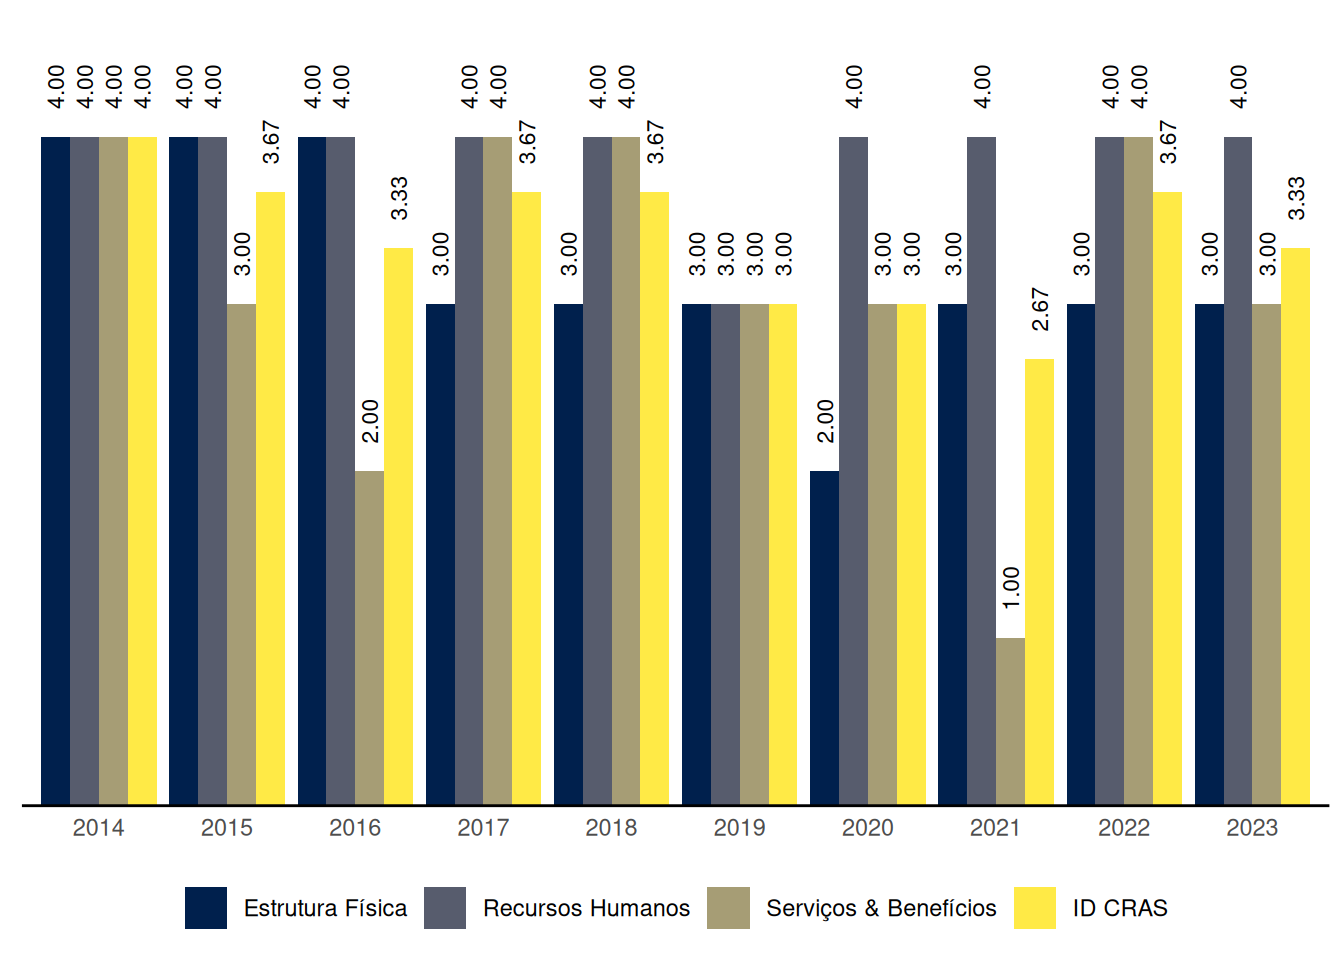 4.00 4.00 4.00 4.00 4.00 4.00 3.00 3.67 4.00 4.00 2.00 3.33 3.00 4.00 4.00 3.67 3.00 4.00 4.00 3.67 3.00 3.00 3.00 3.00 2.00 4.00 3.00 3.00 3.00 4.00 1.00 2.67 3.00 4.00 4.00 3.67 3.00 4.00 3.00 3.33
2014 2015 2016 2017 2018 2019 2020 2021 2022 2023
Estrutura Física Recursos Humanos Serviços & Benefícios ID CRAS